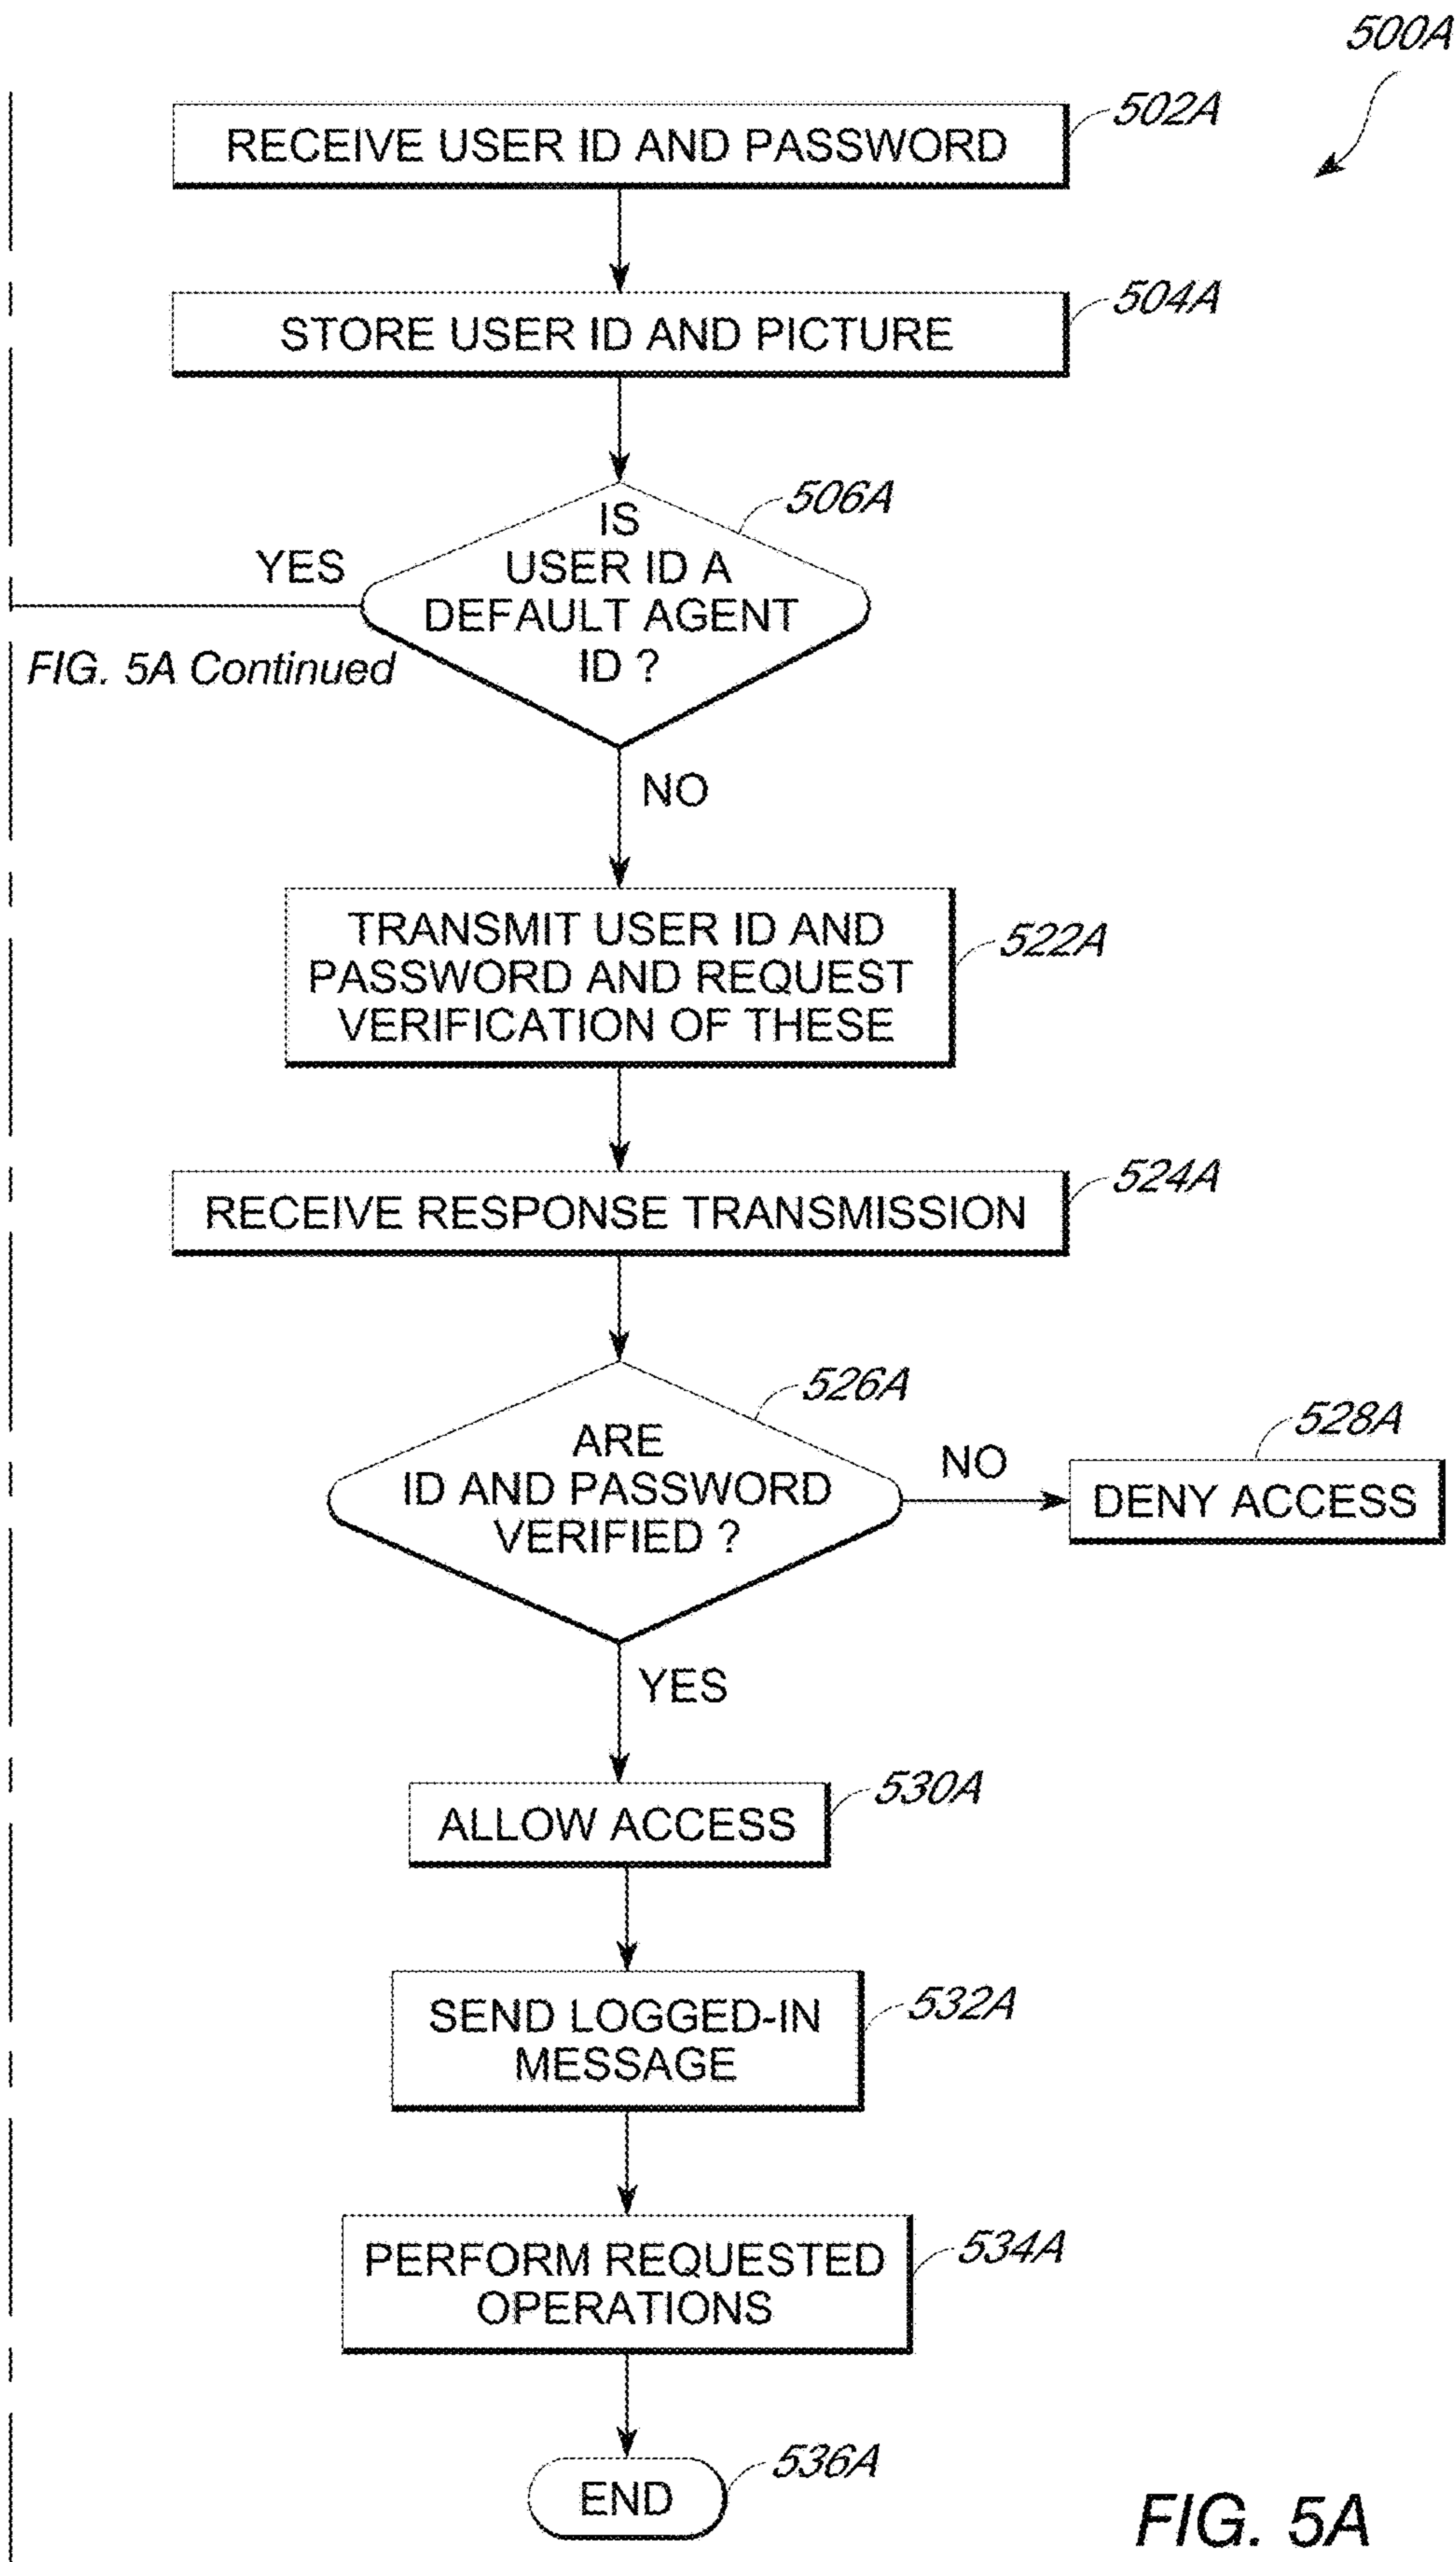 500A
502A
RECEIVE USER ID AND PASSWORD
504A
STORE USER ID AND PICTURE
506A
IS
USER ID A
DEFAULT AGENT
ID ?
YES
FIG. 5A Continued
NO
522A
TRANSMIT USER ID AND
PASSWORD AND REQUEST
VERIFICATION OF THESE
524A
RECEIVE RESPONSE TRANSMISSION
526A
ARE
ID AND PASSWORD
VERIFIED ?
NO
528A
DENY ACCESS
YES
530A
ALLOW ACCESS
532A
SEND LOGGED-IN
MESSAGE
534A
PERFORM REQUESTED
OPERATIONS
536A
END
FIG. 5A